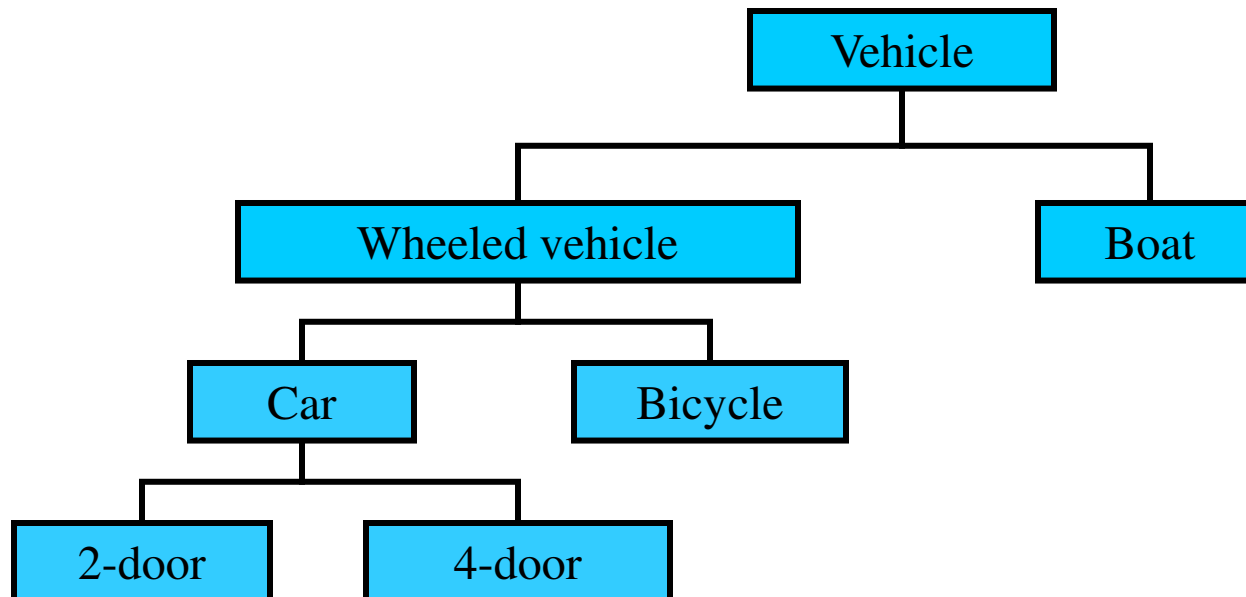 Vehicle
Wheeled vehicle
Boat
Car
Bicycle
2-door
4-door